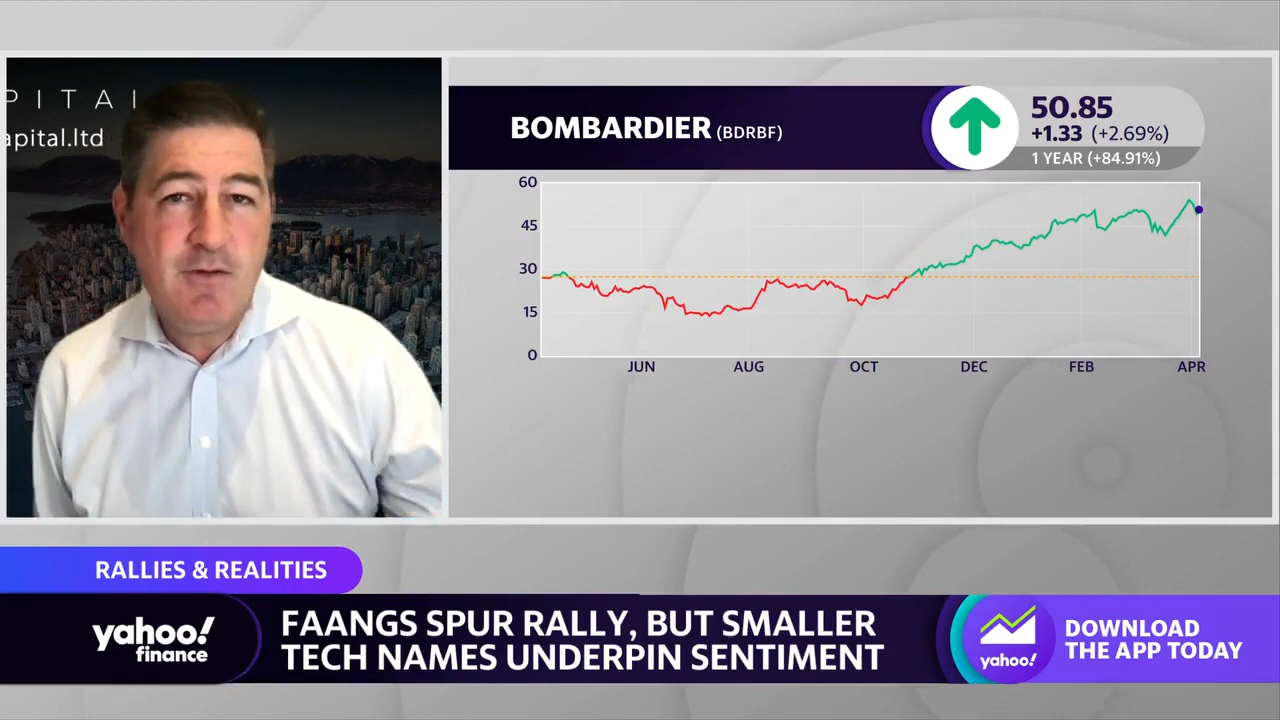 PITAL
apital.ltd
BOMBARDIER (BDRBF)
50.85
+1.33 (+2.69%)
1 YEAR (+84.91%)
60
45
30
15
0
JUN AUG OCT DEC FEB APR
RALLIES & REALITIES
yahoo!
finance
FAANGS SPUR RALLY, BUT SMALLER
TECH NAMES UNDERPIN SENTIMENT
yahoo!
DOWNLOAD
THE APP TODAY